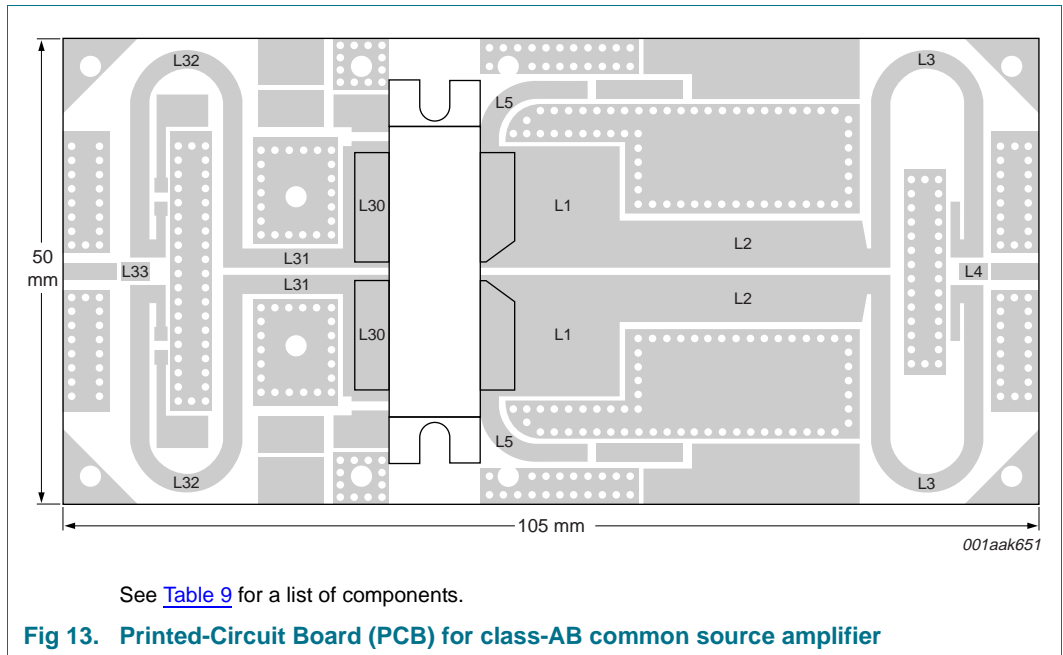 L32
L3
L5
L30
L1
L31
L2
50
mm
L33
L4
L31
L2
L30
L1
L5
L32
L3
105 mm
001aak651
See Table 9 for a list of components.
Fig 13. Printed-Circuit Board (PCB) for class-AB common source amplifier